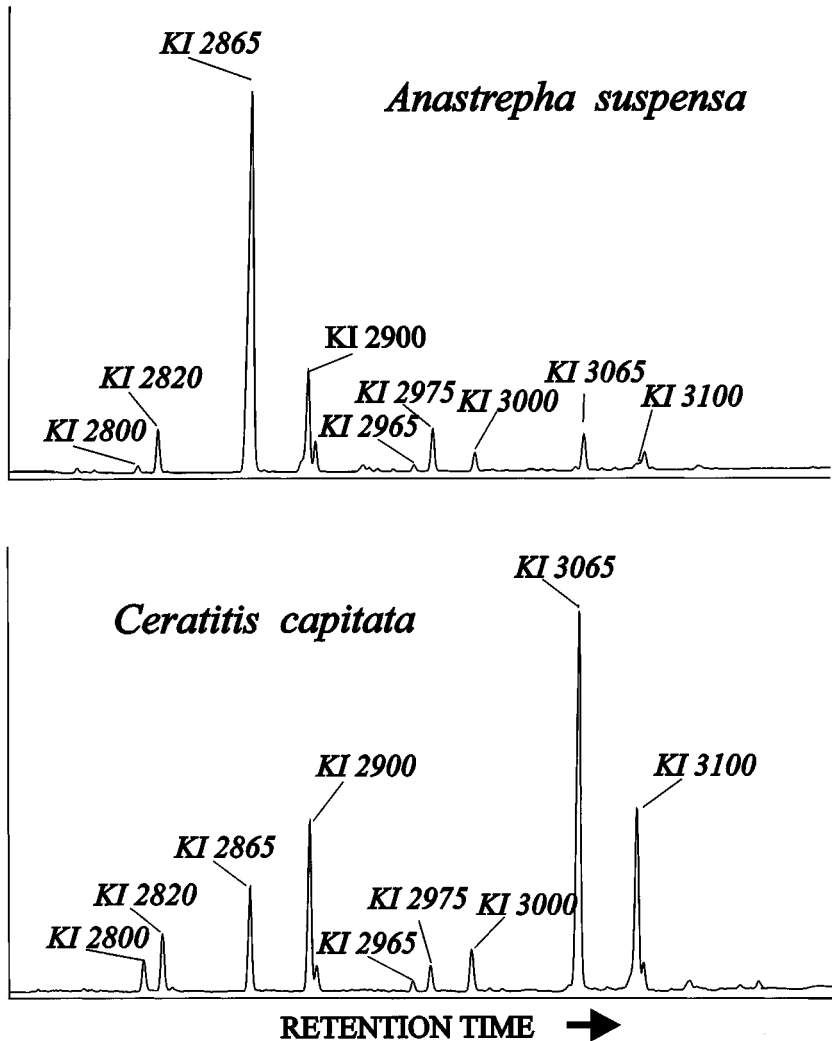 KI 2865
Anastrepha suspensa
KI 2900
KI 2820
KI 2975
KI 3065
KI 3000
KI 3100
KI 2800
KI 2965
KI 3065
Ceratitis capitata
KI 2900
KI 3100
KI 2865
KI 2820
KI 2975
KI 3000
KI 2800
KI 2965
RETENTION TIME